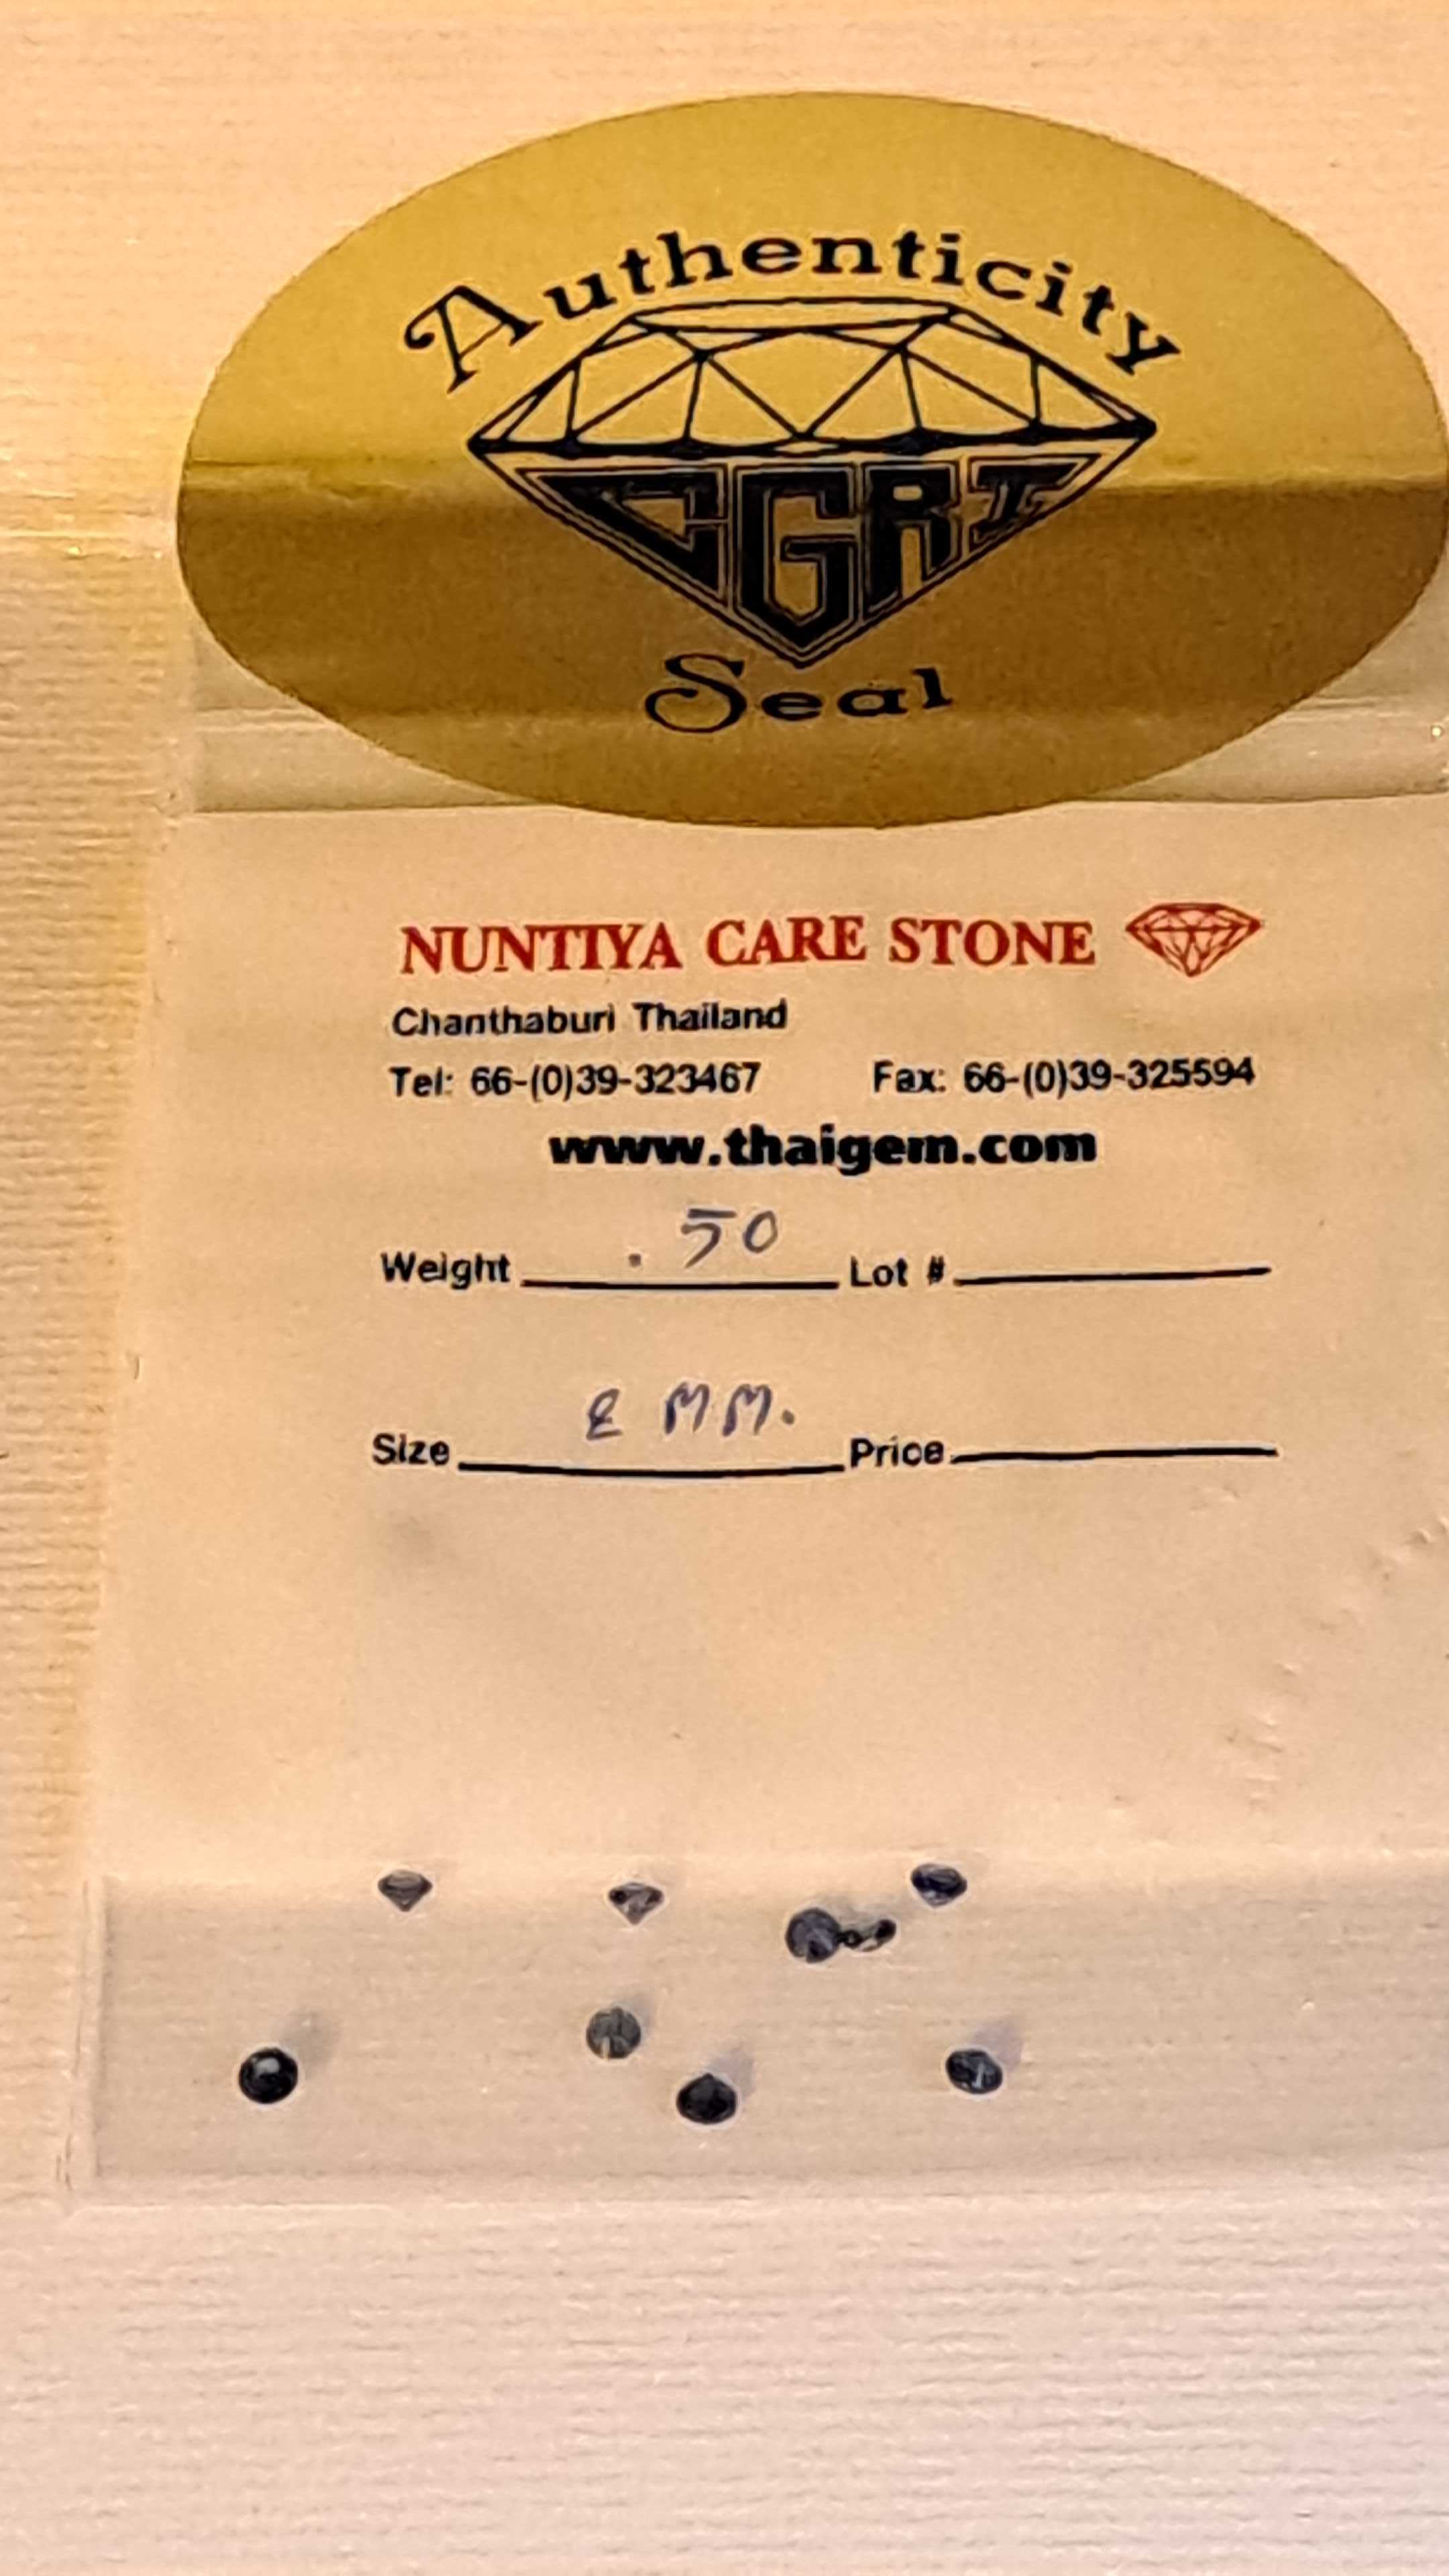 Authenticity
CGRI
Seal
NUNTIYA CARE STONE
Chanthaburi Thailand
Tel: 66-(0)39-323467 Fax: 66-(0)39-325594
www.thaigem.com
Weight .50 Lot #
Size MM. Price